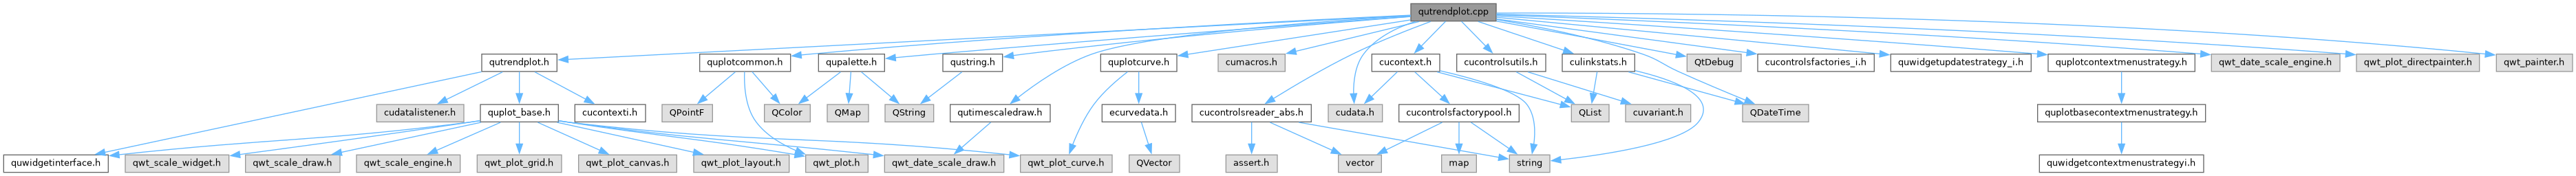 qutrendplot.cpp
qutrendplot.h
quplotcommon.h
qupalette.h
qustring.h
quplotcurve.h
cumacros.h
cucontext.h
cucontrolsutils.h
culinkstats.h
QtDebug
cucontrolsfactories_i.h
quwidgetupdatestrategy_i.h
quplotcontextmenustrategy.h
qwt_date_scale_engine.h
qwt_plot_directpainter.h
qwt_painter.h
cudatalistener.h
quplot_base.h
cucontexti.h
QPointF
QColor
QMap
QString
qutimescaledraw.h
ecurvedata.h
cucontrolsreader_abs.h
cudata.h
cucontrolsfactorypool.h
QList
cuvariant.h
QDateTime
quplotbasecontextmenustrategy.h
quwidgetinterface.h
qwt_scale_widget.h
qwt_scale_draw.h
qwt_scale_engine.h
qwt_plot_grid.h
qwt_plot_canvas.h
qwt_plot_layout.h
qwt_plot.h
qwt_date_scale_draw.h
qwt_plot_curve.h
QVector
assert.h
vector
map
string
quwidgetcontextmenustrategyi.h